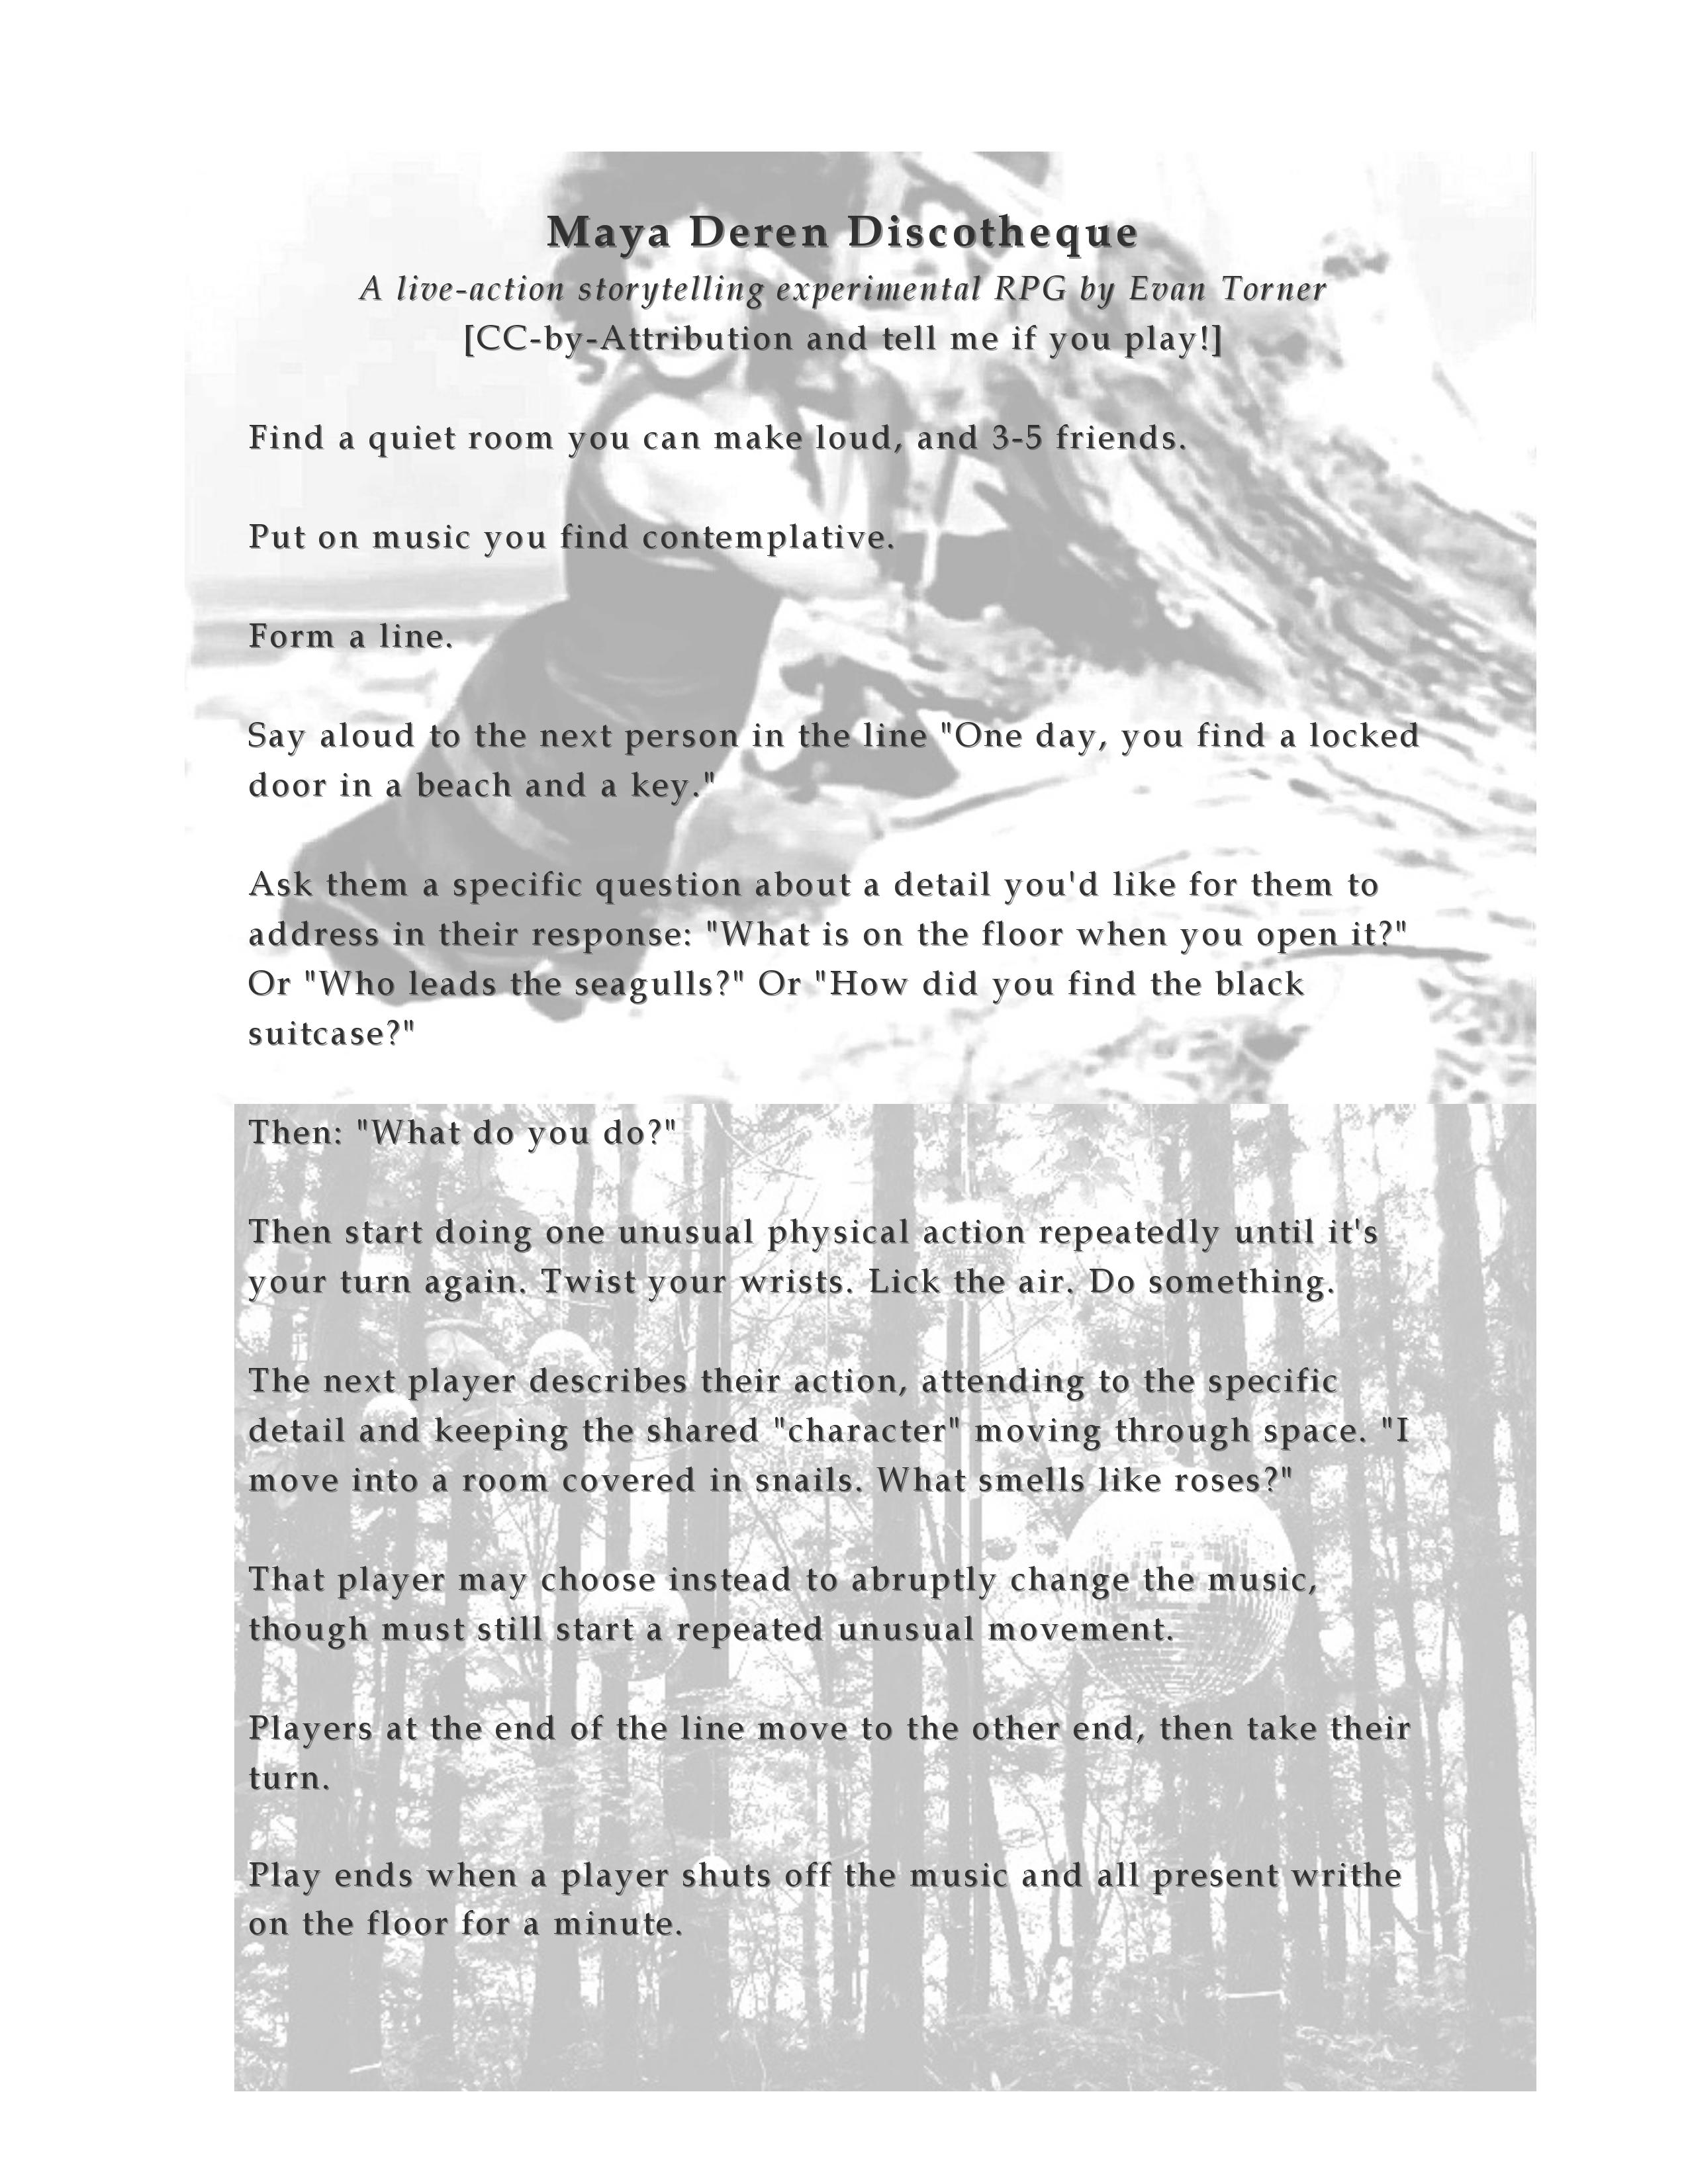 Maya Deren Discotheque
A live-action storytelling experimental RPG by Evan Torner
[CC-by-Attribution and tell me if you play!]
Find a quiet room you can make loud, and 3-5 friends.
Put on music you find contemplative.
Form a line.
Say aloud to the next person in the line "One day, you find a locked
door in a beach and a key."
Ask them a specific question about a detail you'd like for them to
address in their response: "What is on the floor when you open it?"
Or "Who leads the seagulls?" Or "How did you find the black
suitcase?"
Then: "What do you do?"
Then start doing one unusual physical action repeatedly until it's
your turn again. Twist your wrists. Lick the air. Do something.
The next player describes their action, attending to the specific
detail and keeping the shared "character" moving through space. "I
move into a room covered in snails. What smells like roses?"
That player may choose instead to abruptly change the music,
though must still start a repeated unusual movement.
Players at the end of the line move to the other end, then take their
turn.
Play ends when a player shuts off the music and all present writhe
on the floor for a minute.